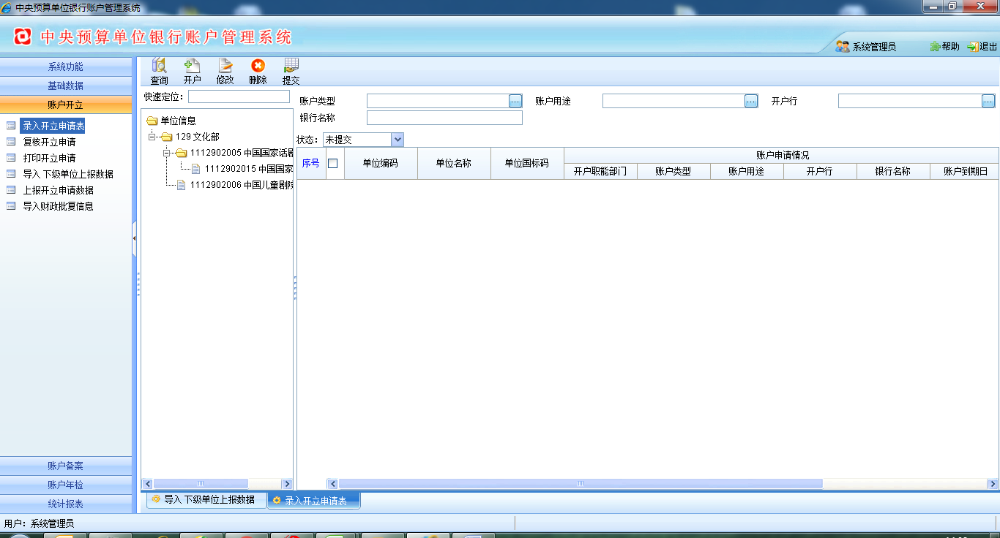 中央预算单位银行账户管理系统
中央预算单位银行账户管理系统
系统管理员 帮助 退出
系统功能
基础数据
账户开立
录入开立申请表
复核开立申请
打印开立申请
导入 下级单位上报数据
上报开立申请数据
导入财政批复信息
账户备案
账户年检
统计报表
查询 开户 修改 删除 提交
快速定位：
单位信息
129 文化部
1112902005 中国国家话剧
1112902015 中国国家
1112902006 中国儿童剧院
账户类型 账户用途 开户行
银行名称
状态： 未提交
序号 单位编码 单位名称 单位国标码 账户申请情况
开户职能部门 账户类型 账户用途 开户行 银行名称 账户到期日
导入 下级单位上报数据 录入开立申请表
用户： 系统管理员